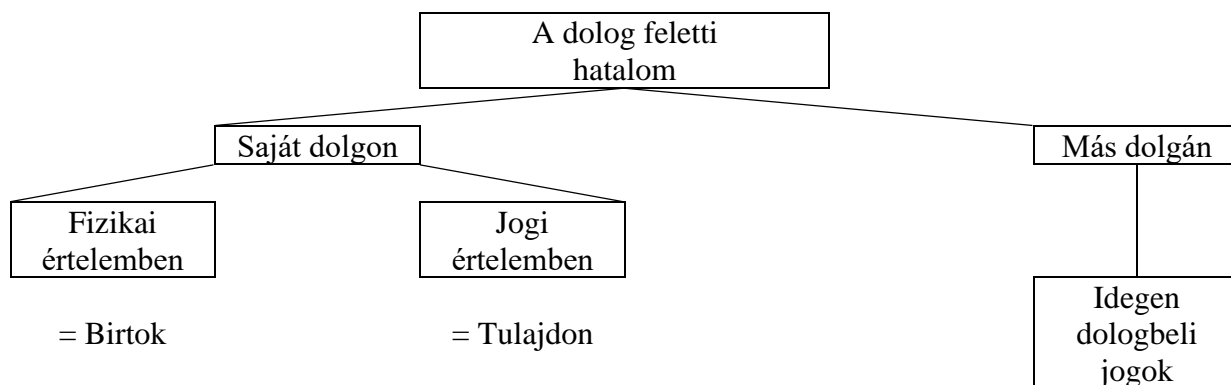 A dolog feletti
hatalom
Saját dolgon
Más dolgán
Fizikai
értelemben
Jogi
értelemben
= Birtok
= Tulajdon
Idegen
dologbeli
jogok